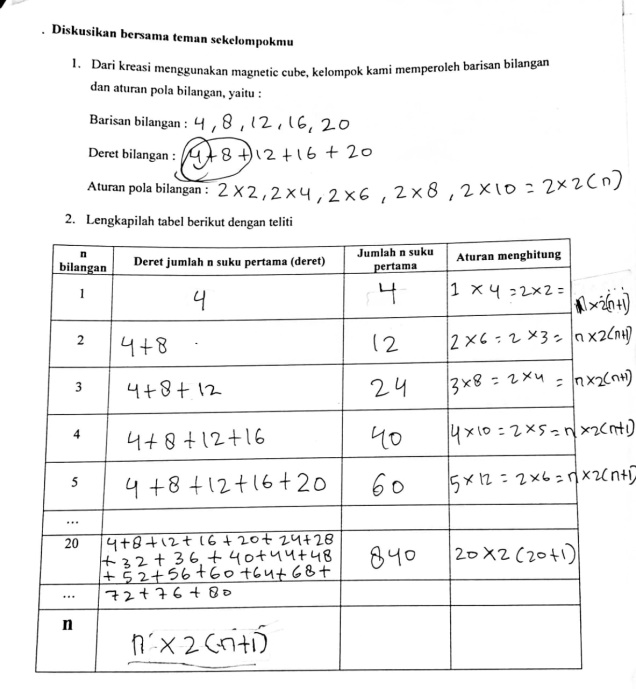 . Diskusikan bersama teman sekelompokmu
1. Dari kreasi menggunakan magnetic cube, kelompok kami memperoleh barisan bilangan
dan aturan pola bilangan, yaitu :
Barisan bilangan : 4, 8, 12, 16, 20
Deret bilangan : 4+8+12+16+20
Aturan pola bilangan : 2×2, 2×4, 2×6, 2×8, 2×10 = 2×2(n)
2. Lengkapilah tabel berikut dengan teliti
n bilangan Deret jumlah n suku pertama (deret) Jumlah n suku pertama Aturan menghitung
1 4 4 1×4 = 2×2 = n×2(n+1)
2 4+8 12 2×6 = 2×3 = n×2(n+1)
3 4+8+12 24 3×8 = 2×4 = n×2(n+1)
4 4+8+12+16 40 4×10 = 2×5 = n×2(n+1)
5 4+8+12+16+20 60 5×12 = 2×6 = n×2(n+1)
...
20 4+8+12+16+20+24+28
+32+36+40+44+48
+52+56+60+64+68+
72+76+80
840 20×2(20+1)
...
n n×2(n+1)